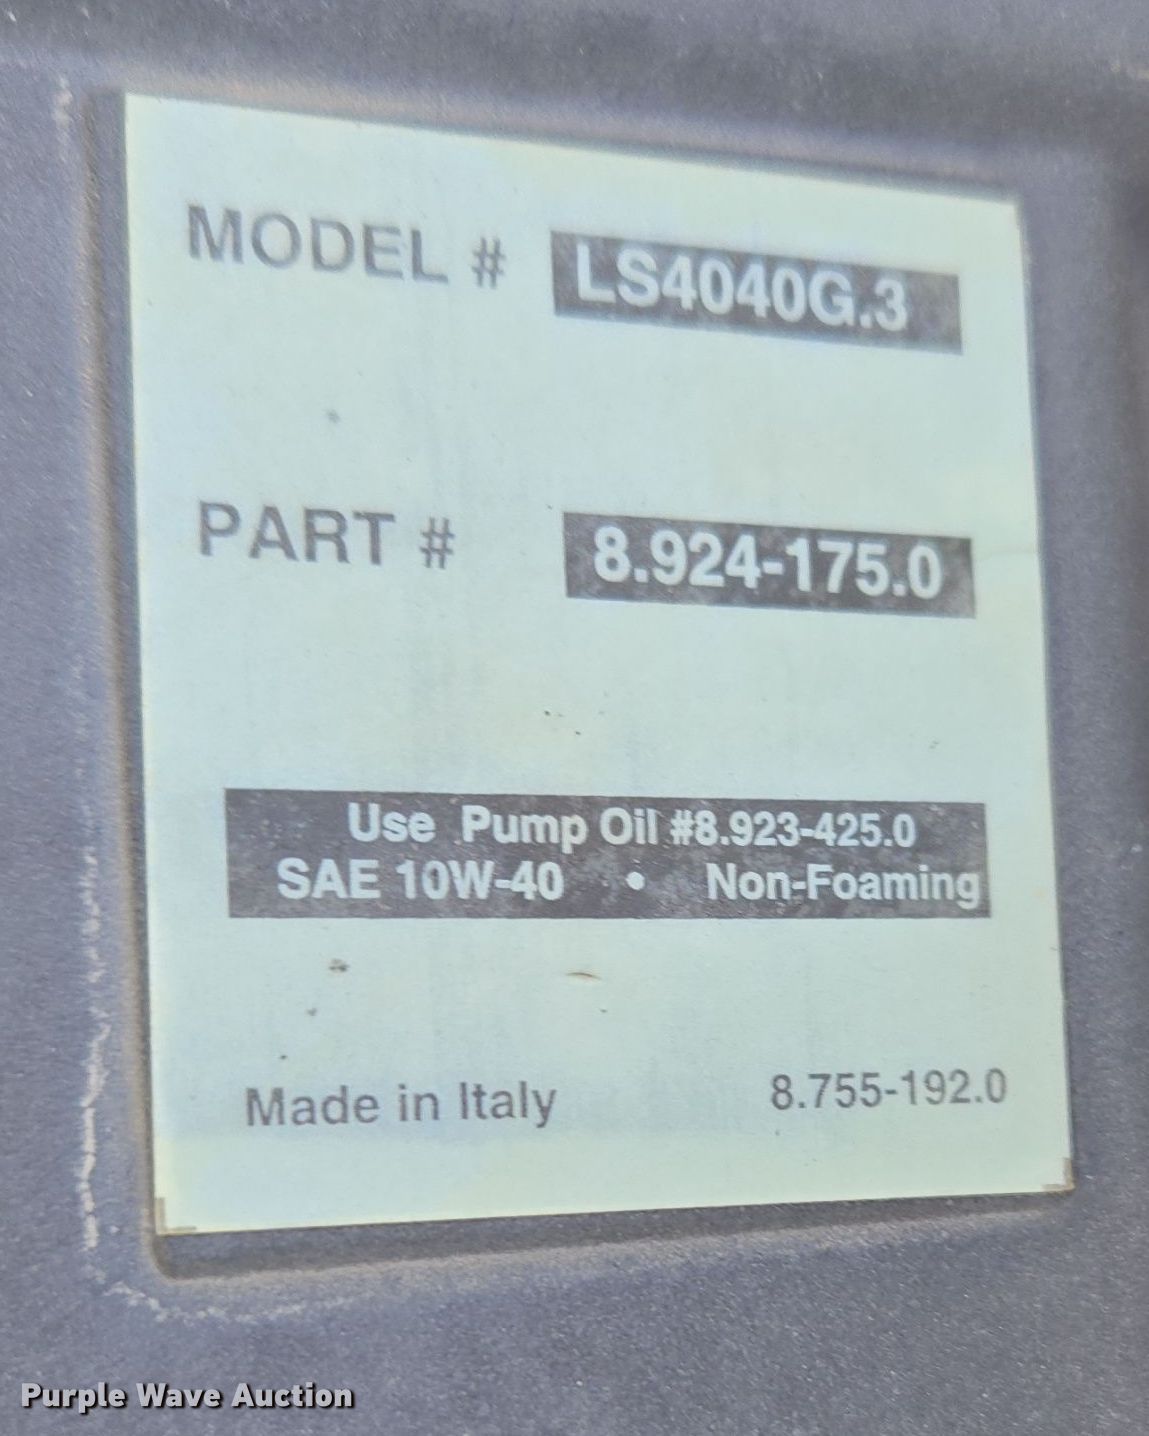 MODEL # LS4040G.3
PART # 8.924-175.0
Use Pump Oil #8.923-425.0
SAE 10W-40 • Non-Foaming
Made in Italy 8.755-192.0
Purple Wave Auction